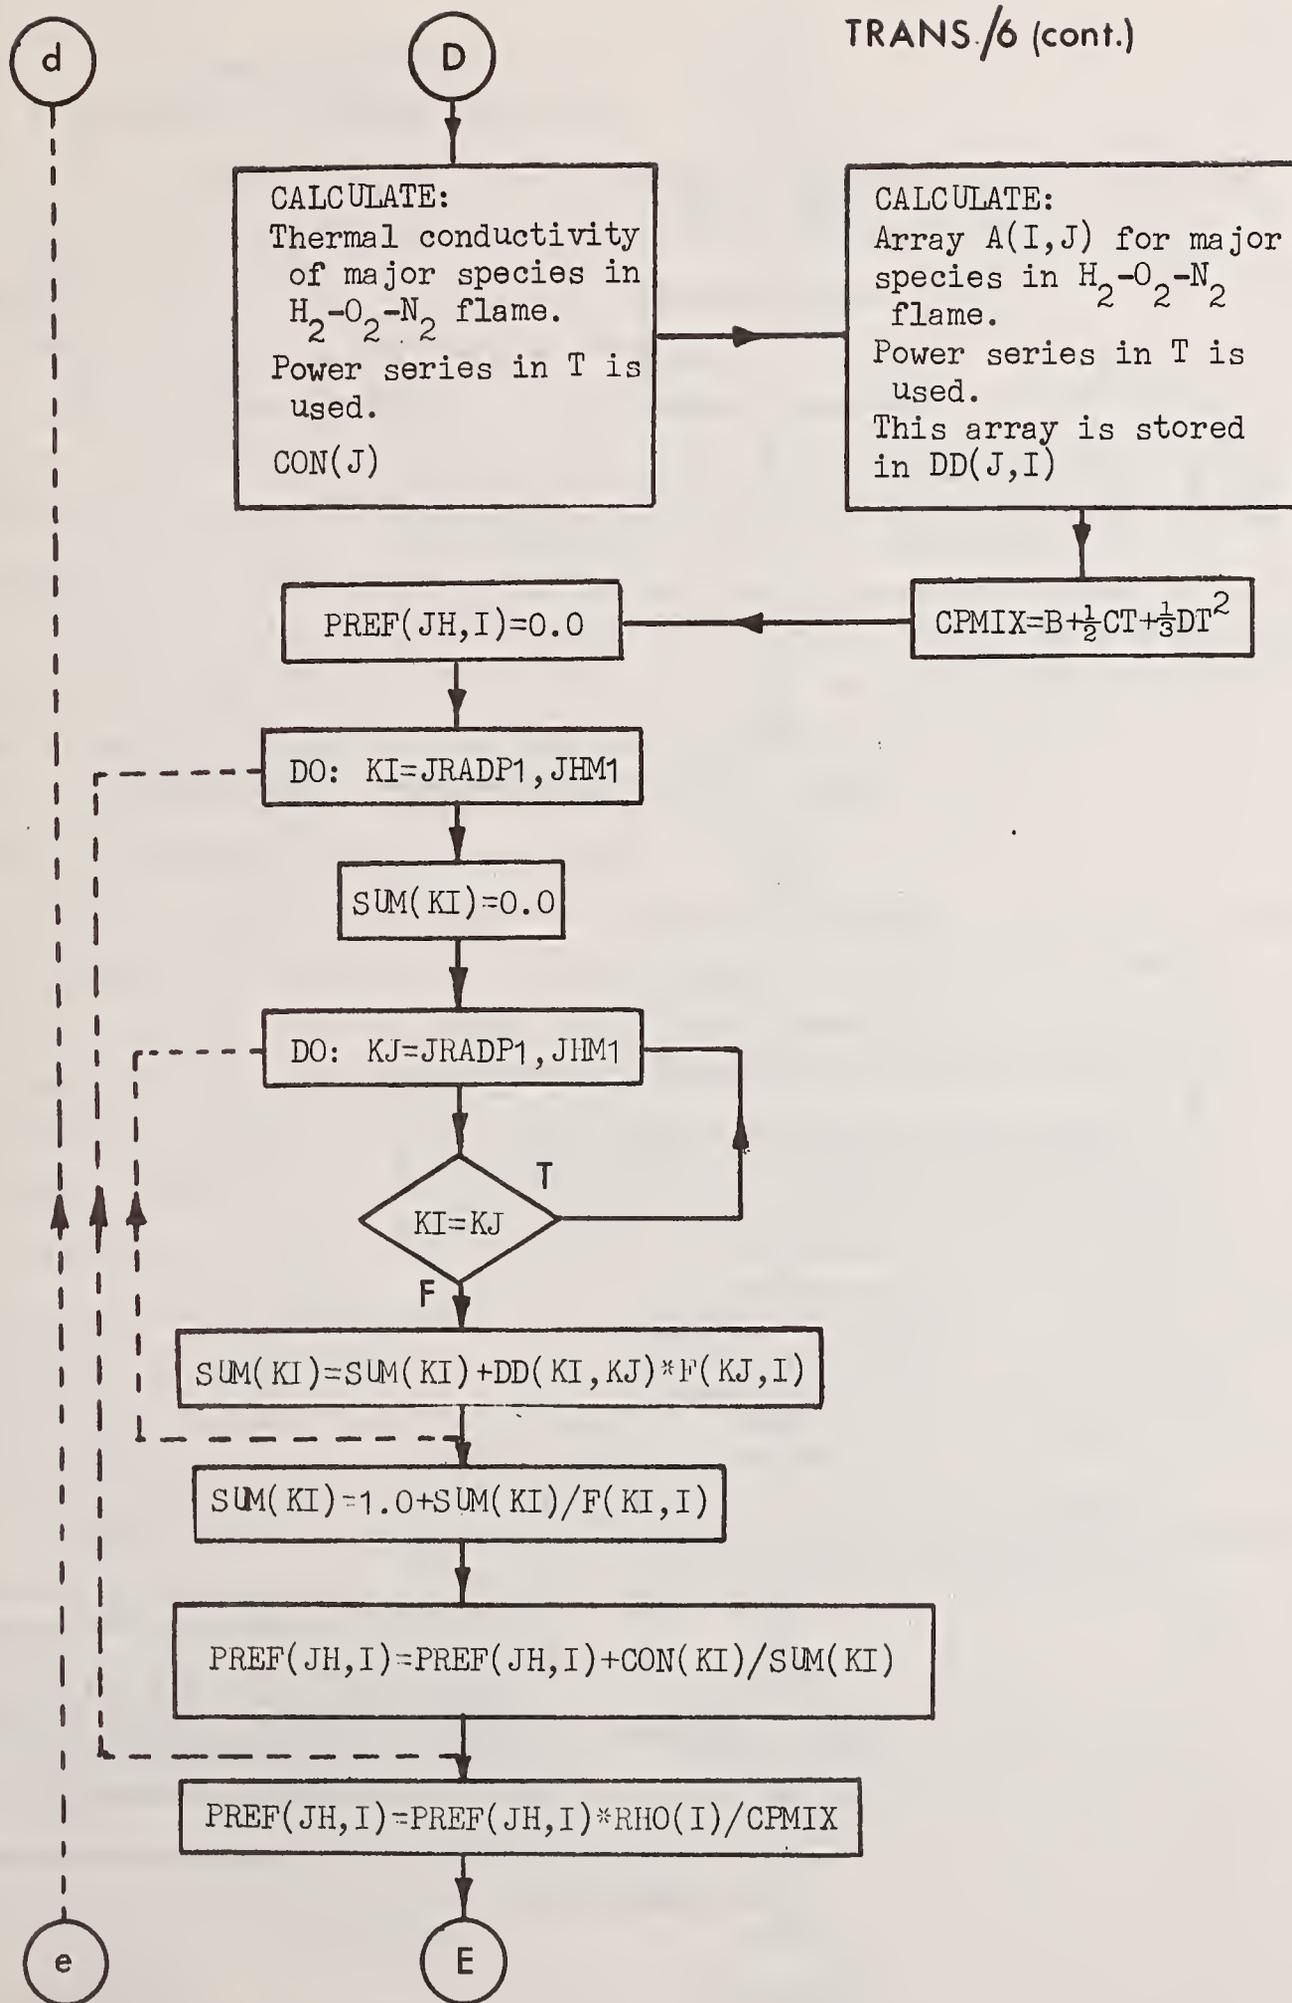 TRANS./6 (cont.)
d
D
CALCULATE:
Thermal conductivity
of major species in
H2-O2-N2 flame.
Power series in T is
used.
CON(J)
CALCULATE:
Array A(I,J) for major
species in H2-O2-N2
flame.
Power series in T is
used.
This array is stored
in DD(J,I)
CPMIX=B+½CT+⅓DT²
PREF(JH,I)=0.0
DO: KI=JRADP1,JHM1
SUM(KI)=0.0
DO: KJ=JRADP1,JHM1
T
KI=KJ
F
SUM(KI)=SUM(KI)+DD(KI,KJ)*F(KJ,I)
SUM(KI)=1.0+SUM(KI)/F(KI,I)
PREF(JH,I)=PREF(JH,I)+CON(KI)/SUM(KI)
PREF(JH,I)=PREF(JH,I)*RHO(I)/CPMIX
e
E